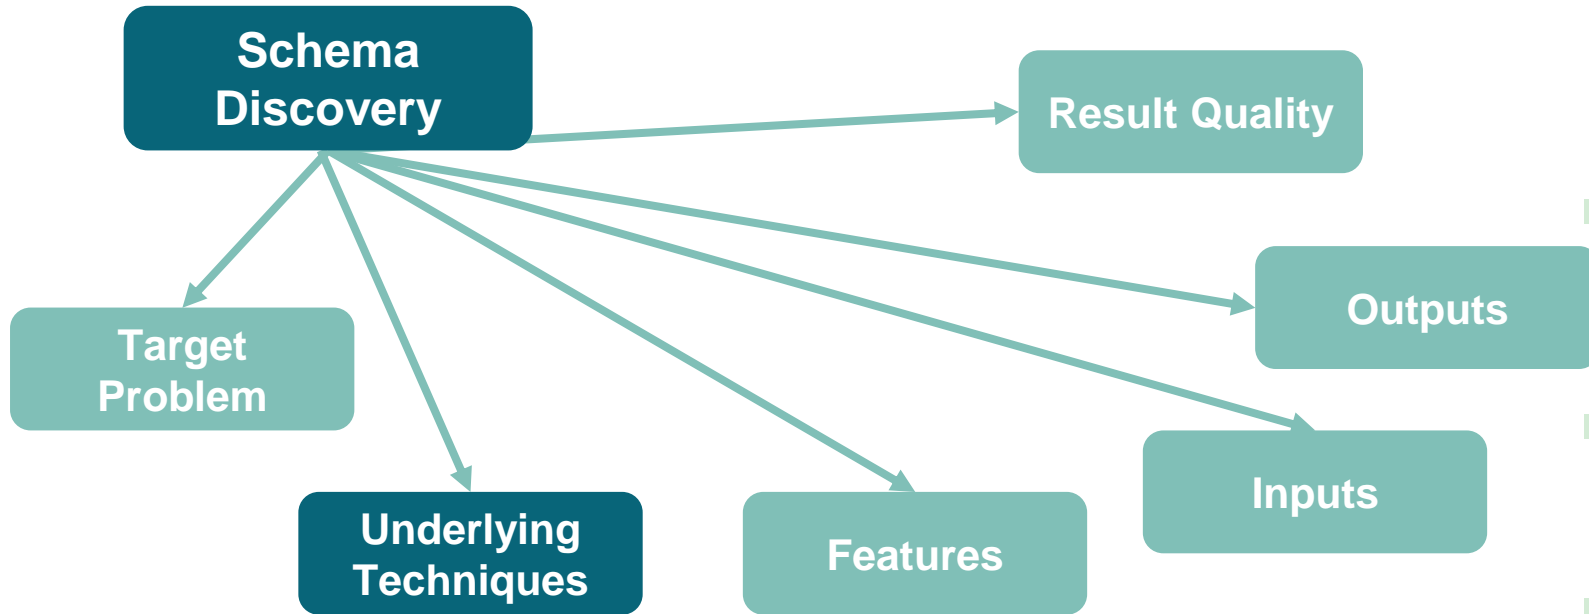 Schema
Discovery
Result Quality
Outputs
Target
Problem
Inputs
Underlying
Techniques
Features